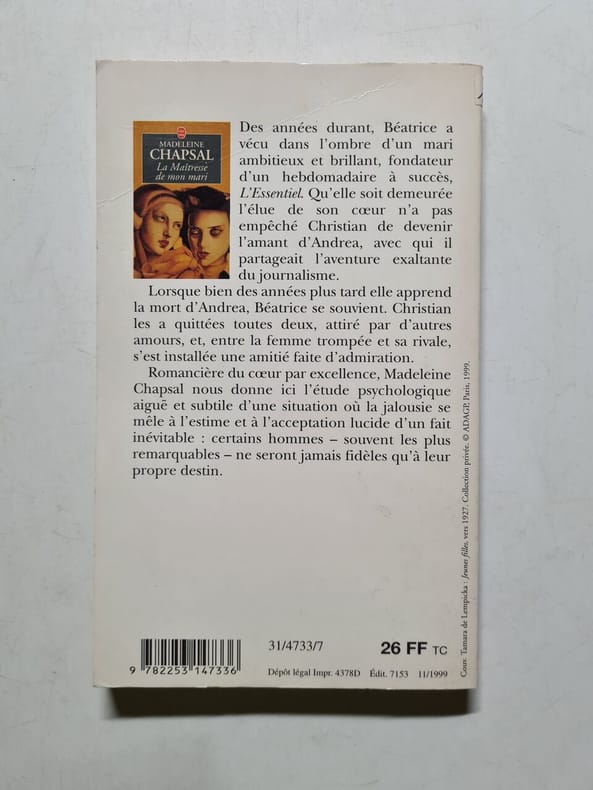 MADELEINE
CHAPSAL
La Maîtresse
de mon mari
Des années durant, Béatrice a
vécu dans l'ombre d'un mari
ambitieux et brillant, fondateur
d'un hebdomadaire à succès,
L'Essentiel. Qu'elle soit demeurée
l'élue de son cœur n'a pas
empêché Christian de devenir
l'amant d'Andrea, avec qui il
partageait l'aventure exaltante
du journalisme.
Lorsque bien des années plus tard elle apprend
la mort d'Andrea, Béatrice se souvient. Christian
les a quittées toutes deux, attiré par d'autres
amours, et, entre la femme trompée et sa rivale,
s'est installée une amitié faite d'admiration.
Romancière du cœur par excellence, Madeleine
Chapsal nous donne ici l'étude psychologique
aiguë et subtile d'une situation où la jalousie se
mêle à l'estime et à l'acceptation lucide d'un fait
inévitable : certains hommes – souvent les plus
remarquables – ne seront jamais fidèles qu'à leur
propre destin.
Couv. Tamara de Lempicka : Jeunes filles, vers 1927. Collection privée. © ADAGP, Paris, 1999.
31/4733/7
26 FF TC
9 782253 147336
Dépôt légal Impr. 4378D Édit. 7153 11/1999